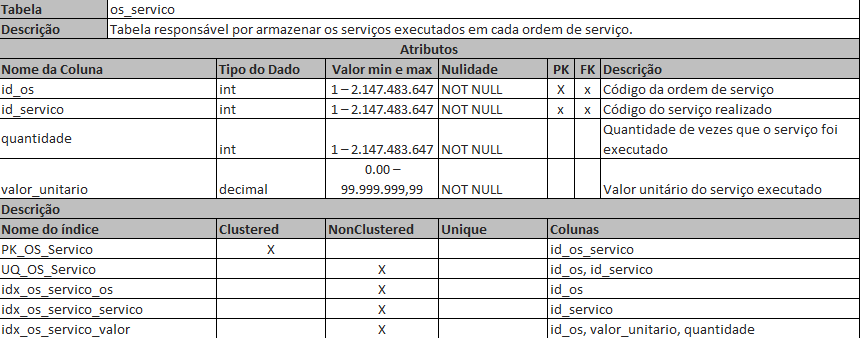 Tabela os_servico
Descrição Tabela responsável por armazenar os serviços executados em cada ordem de serviço.
Atributos
Nome da Coluna Tipo do Dado Valor min e max Nulidade PK FK Descrição
id_os int 1 – 2.147.483.647 NOT NULL X x Código da ordem de serviço
id_servico int 1 – 2.147.483.647 NOT NULL x x Código do serviço realizado
quantidade int 1 – 2.147.483.647 NOT NULL Quantidade de vezes que o serviço foi
executado
valor_unitario decimal 0.00 –
99.999.999,99 NOT NULL Valor unitário do serviço executado
Descrição
Nome do índice Clustered NonClustered Unique Colunas
PK_OS_Servico X id_os_servico
UQ_OS_Servico X id_os, id_servico
idx_os_servico_os X id_os
idx_os_servico_servico X id_servico
idx_os_servico_valor X id_os, valor_unitario, quantidade